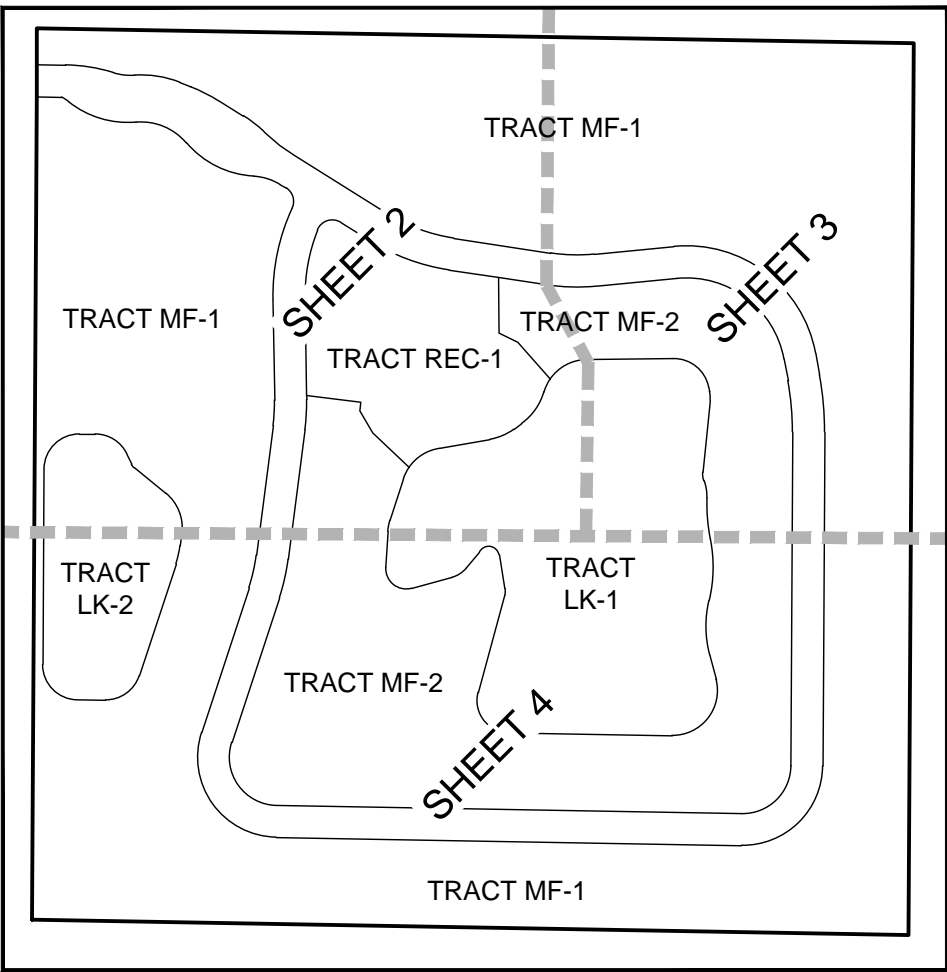 TRACT MF-1
SHEET 2
SHEET 3
TRACT MF-1
TRACT MF-2
TRACT REC-1
TRACT
LK-2
TRACT
LK-1
TRACT MF-2
SHEET 4
TRACT MF-1